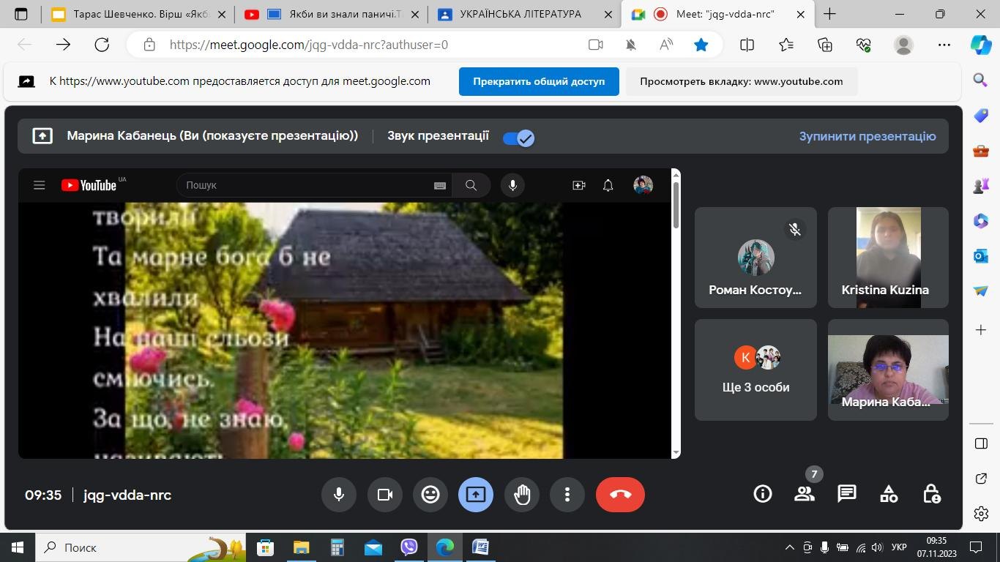 Тарас Шевченко. Вірш «Якб
Якби ви знали паничі.Т
УКРАЇНСЬКА ЛІТЕРАТУРА
Meet: "jqg-vdda-nrc"
https://meet.google.com/jqg-vdda-nrc?authuser=0
К https://www.youtube.com предоставляется доступ для meet.google.com
Прекратить общий доступ
Просмотреть вкладку: www.youtube.com
Марина Кабанець (Ви (показуєте презентацію))
Звук презентації
Зупинити презентацію
YouTube UA
Пошук
творили
Та марне бога б не
хвалили
На наші сльози
сміючись.
За що, не знаю,
називають
Роман Костоу...
Kristina Kuzina
К
Ще 3 особи
Марина Каба...
09:35
jqg-vdda-nrc
7
Поиск
УКР
09:35
07.11.2023